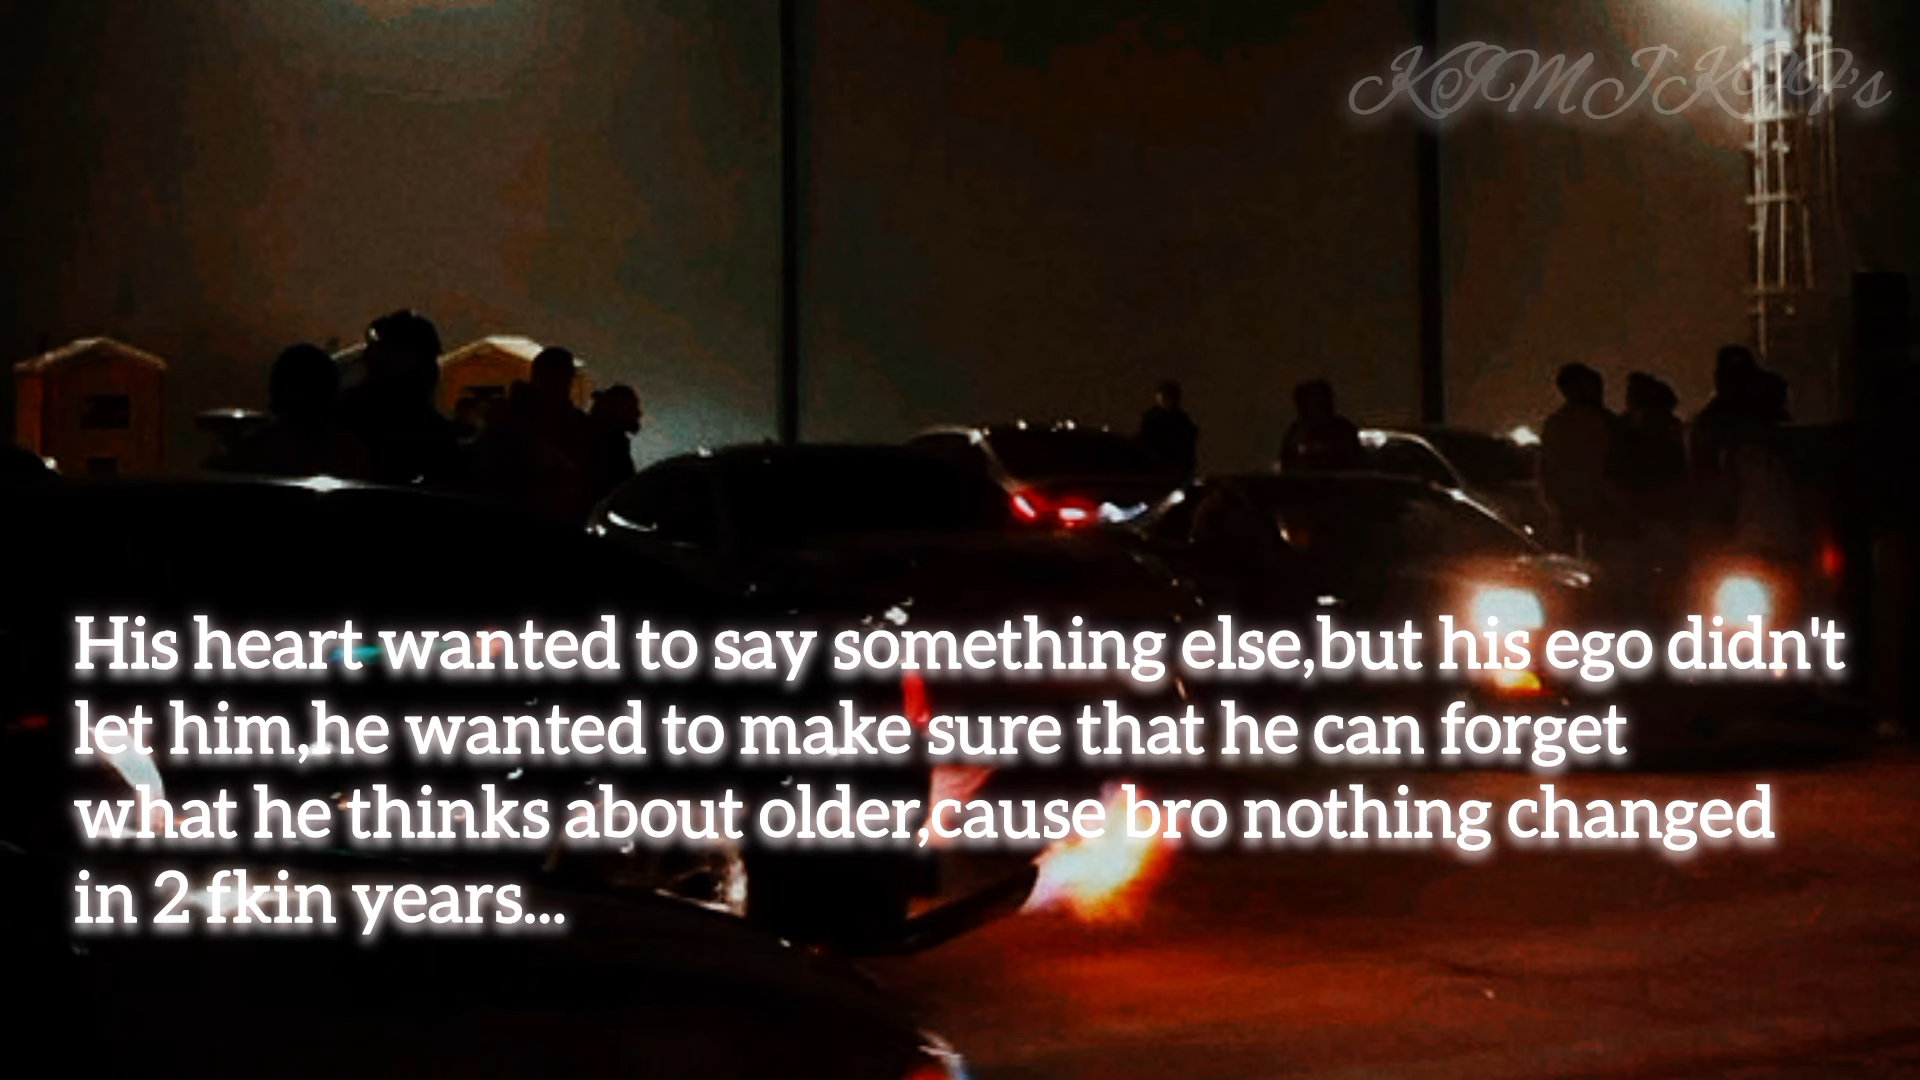 His heart wanted to say something else,but his ego didn't
let him,he wanted to make sure that he can forget
what he thinks about older,cause bro nothing changed
in 2 fkin years...